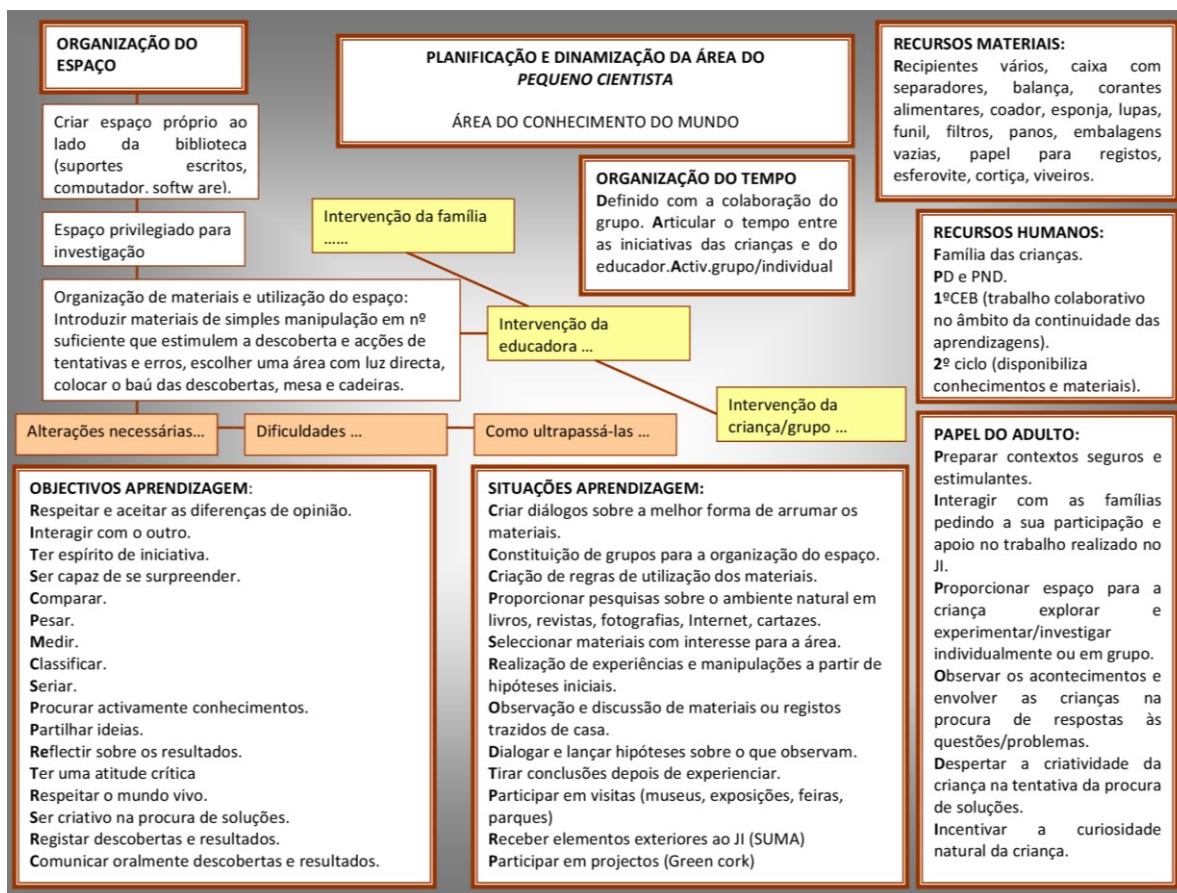 ORGANIZAÇÃO DO
ESPAÇO
Criar espaço próprio ao
lado da biblioteca
(suportes escritos,
computador, softw are).
Espaço privilegiado para
investigação
Organização de materiais e utilização do espaço:
Introduzir materiais de simples manipulação em nº
suficiente que estimulem a descoberta e acções de
tentativas e erros, escolher uma área com luz directa,
colocar o baú das descobertas, mesa e cadeiras.
Alterações necessárias...
Dificuldades ...
Como ultrapassá-las ...
PLANIFICAÇÃO E DINAMIZAÇÃO DA ÁREA DO
PEQUENO CIENTISTA
ÁREA DO CONHECIMENTO DO MUNDO
ORGANIZAÇÃO DO TEMPO
Definido com a colaboração do
grupo. Articular o tempo entre
as iniciativas das crianças e do
educador.Activ.grupo/individual
Intervenção da família
......
Intervenção da
educadora ...
Intervenção da
criança/grupo ...
RECURSOS MATERIAIS:
Recipientes vários, caixa com
separadores, balança, corantes
alimentares, coador, esponja, lupas,
funil, filtros, panos, embalagens
vazias, papel para registos,
esferovite, cortiça, viveiros.
RECURSOS HUMANOS:
Família das crianças.
PD e PND.
1ºCEB (trabalho colaborativo
no âmbito da continuidade das
aprendizagens).
2º ciclo (disponibiliza
conhecimentos e materiais).
OBJECTIVOS APRENDIZAGEM:
Respeitar e aceitar as diferenças de opinião.
Interagir com o outro.
Ter espírito de iniciativa.
Ser capaz de se surpreender.
Comparar.
Pesar.
Medir.
Classificar.
Seriar.
Procurar activamente conhecimentos.
Partilhar ideias.
Reflectir sobre os resultados.
Ter uma atitude crítica
Respeitar o mundo vivo.
Ser criativo na procura de soluções.
Registar descobertas e resultados.
Comunicar oralmente descobertas e resultados.
SITUAÇÕES APRENDIZAGEM:
Criar diálogos sobre a melhor forma de arrumar os
materiais.
Constituição de grupos para a organização do espaço.
Criação de regras de utilização dos materiais.
Proporcionar pesquisas sobre o ambiente natural em
livros, revistas, fotografias, Internet, cartazes.
Seleccionar materiais com interesse para a área.
Realização de experiências e manipulações a partir de
hipóteses iniciais.
Observação e discussão de materiais ou registos
trazidos de casa.
Dialogar e lançar hipóteses sobre o que observam.
Tirar conclusões depois de experienciar.
Participar em visitas (museus, exposições, feiras,
parques)
Receber elementos exteriores ao JI (SUMA)
Participar em projectos (Green cork)
PAPEL DO ADULTO:
Preparar contextos seguros e
estimulantes.
Interagir com as famílias
pedindo a sua participação e
apoio no trabalho realizado no
JI.
Proporcionar espaço para a
criança explorar e
experimentar/investigar
individualmente ou em grupo.
Observar os acontecimentos e
envolver as crianças na
procura de respostas às
questões/problemas.
Despertar a criatividade da
criança na tentativa da procura
de soluções.
Incentivar a curiosidade
natural da criança.